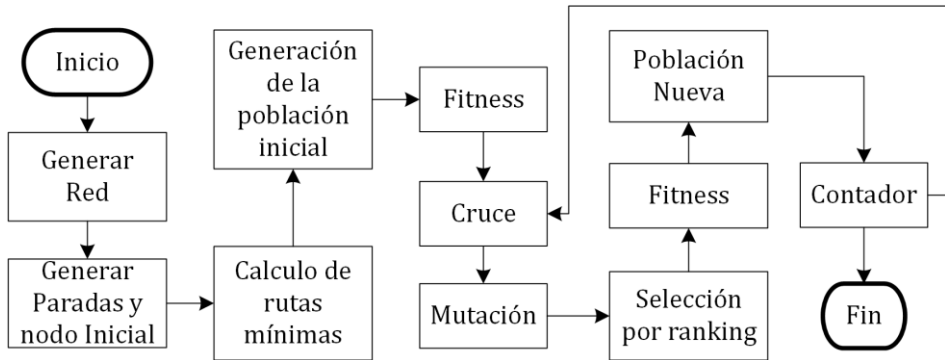 Inicio
Generar
Red
Generar
Paradas y
nodo Inicial
Calculo de
rutas
mínimas
Generación
de la
población
inicial
Fitness
Cruce
Mutación
Selección
por ranking
Fitness
Población
Nueva
Contador
Fin